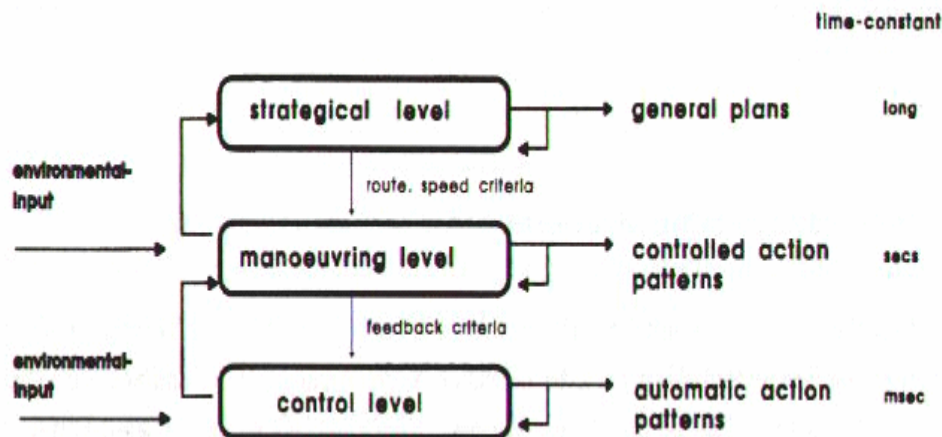 time-constant
strategical level
general plans
long
environmental-
input
route, speed criteria
manoeuvring level
controlled action
patterns
secs
feedback criteria
environmental-
input
control level
automatic action
patterns
msec